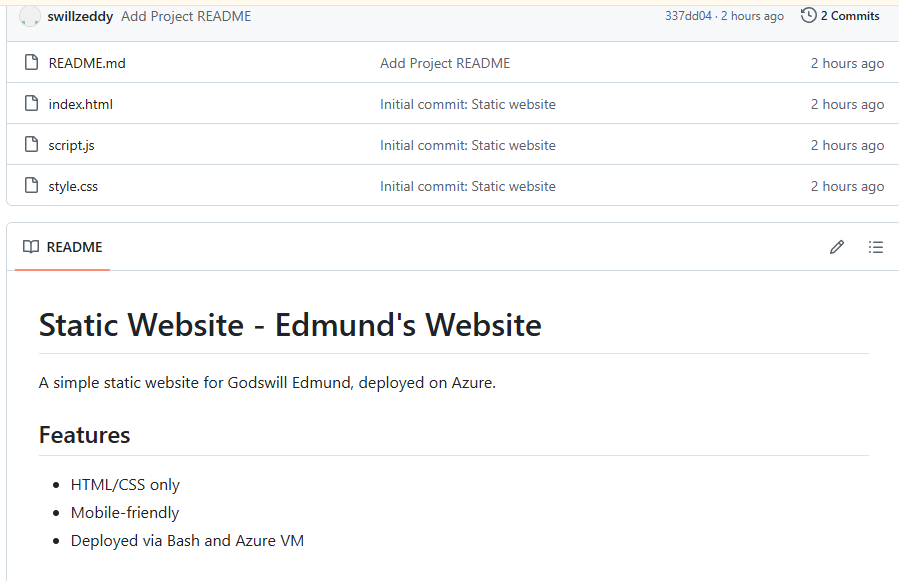 swillzeddy Add Project README 337dd04 · 2 hours ago 2 Commits
README.md Add Project README 2 hours ago
index.html Initial commit: Static website 2 hours ago
script.js Initial commit: Static website 2 hours ago
style.css Initial commit: Static website 2 hours ago
README
Static Website - Edmund's Website
A simple static website for Godswill Edmund, deployed on Azure.
Features
• HTML/CSS only
• Mobile-friendly
• Deployed via Bash and Azure VM